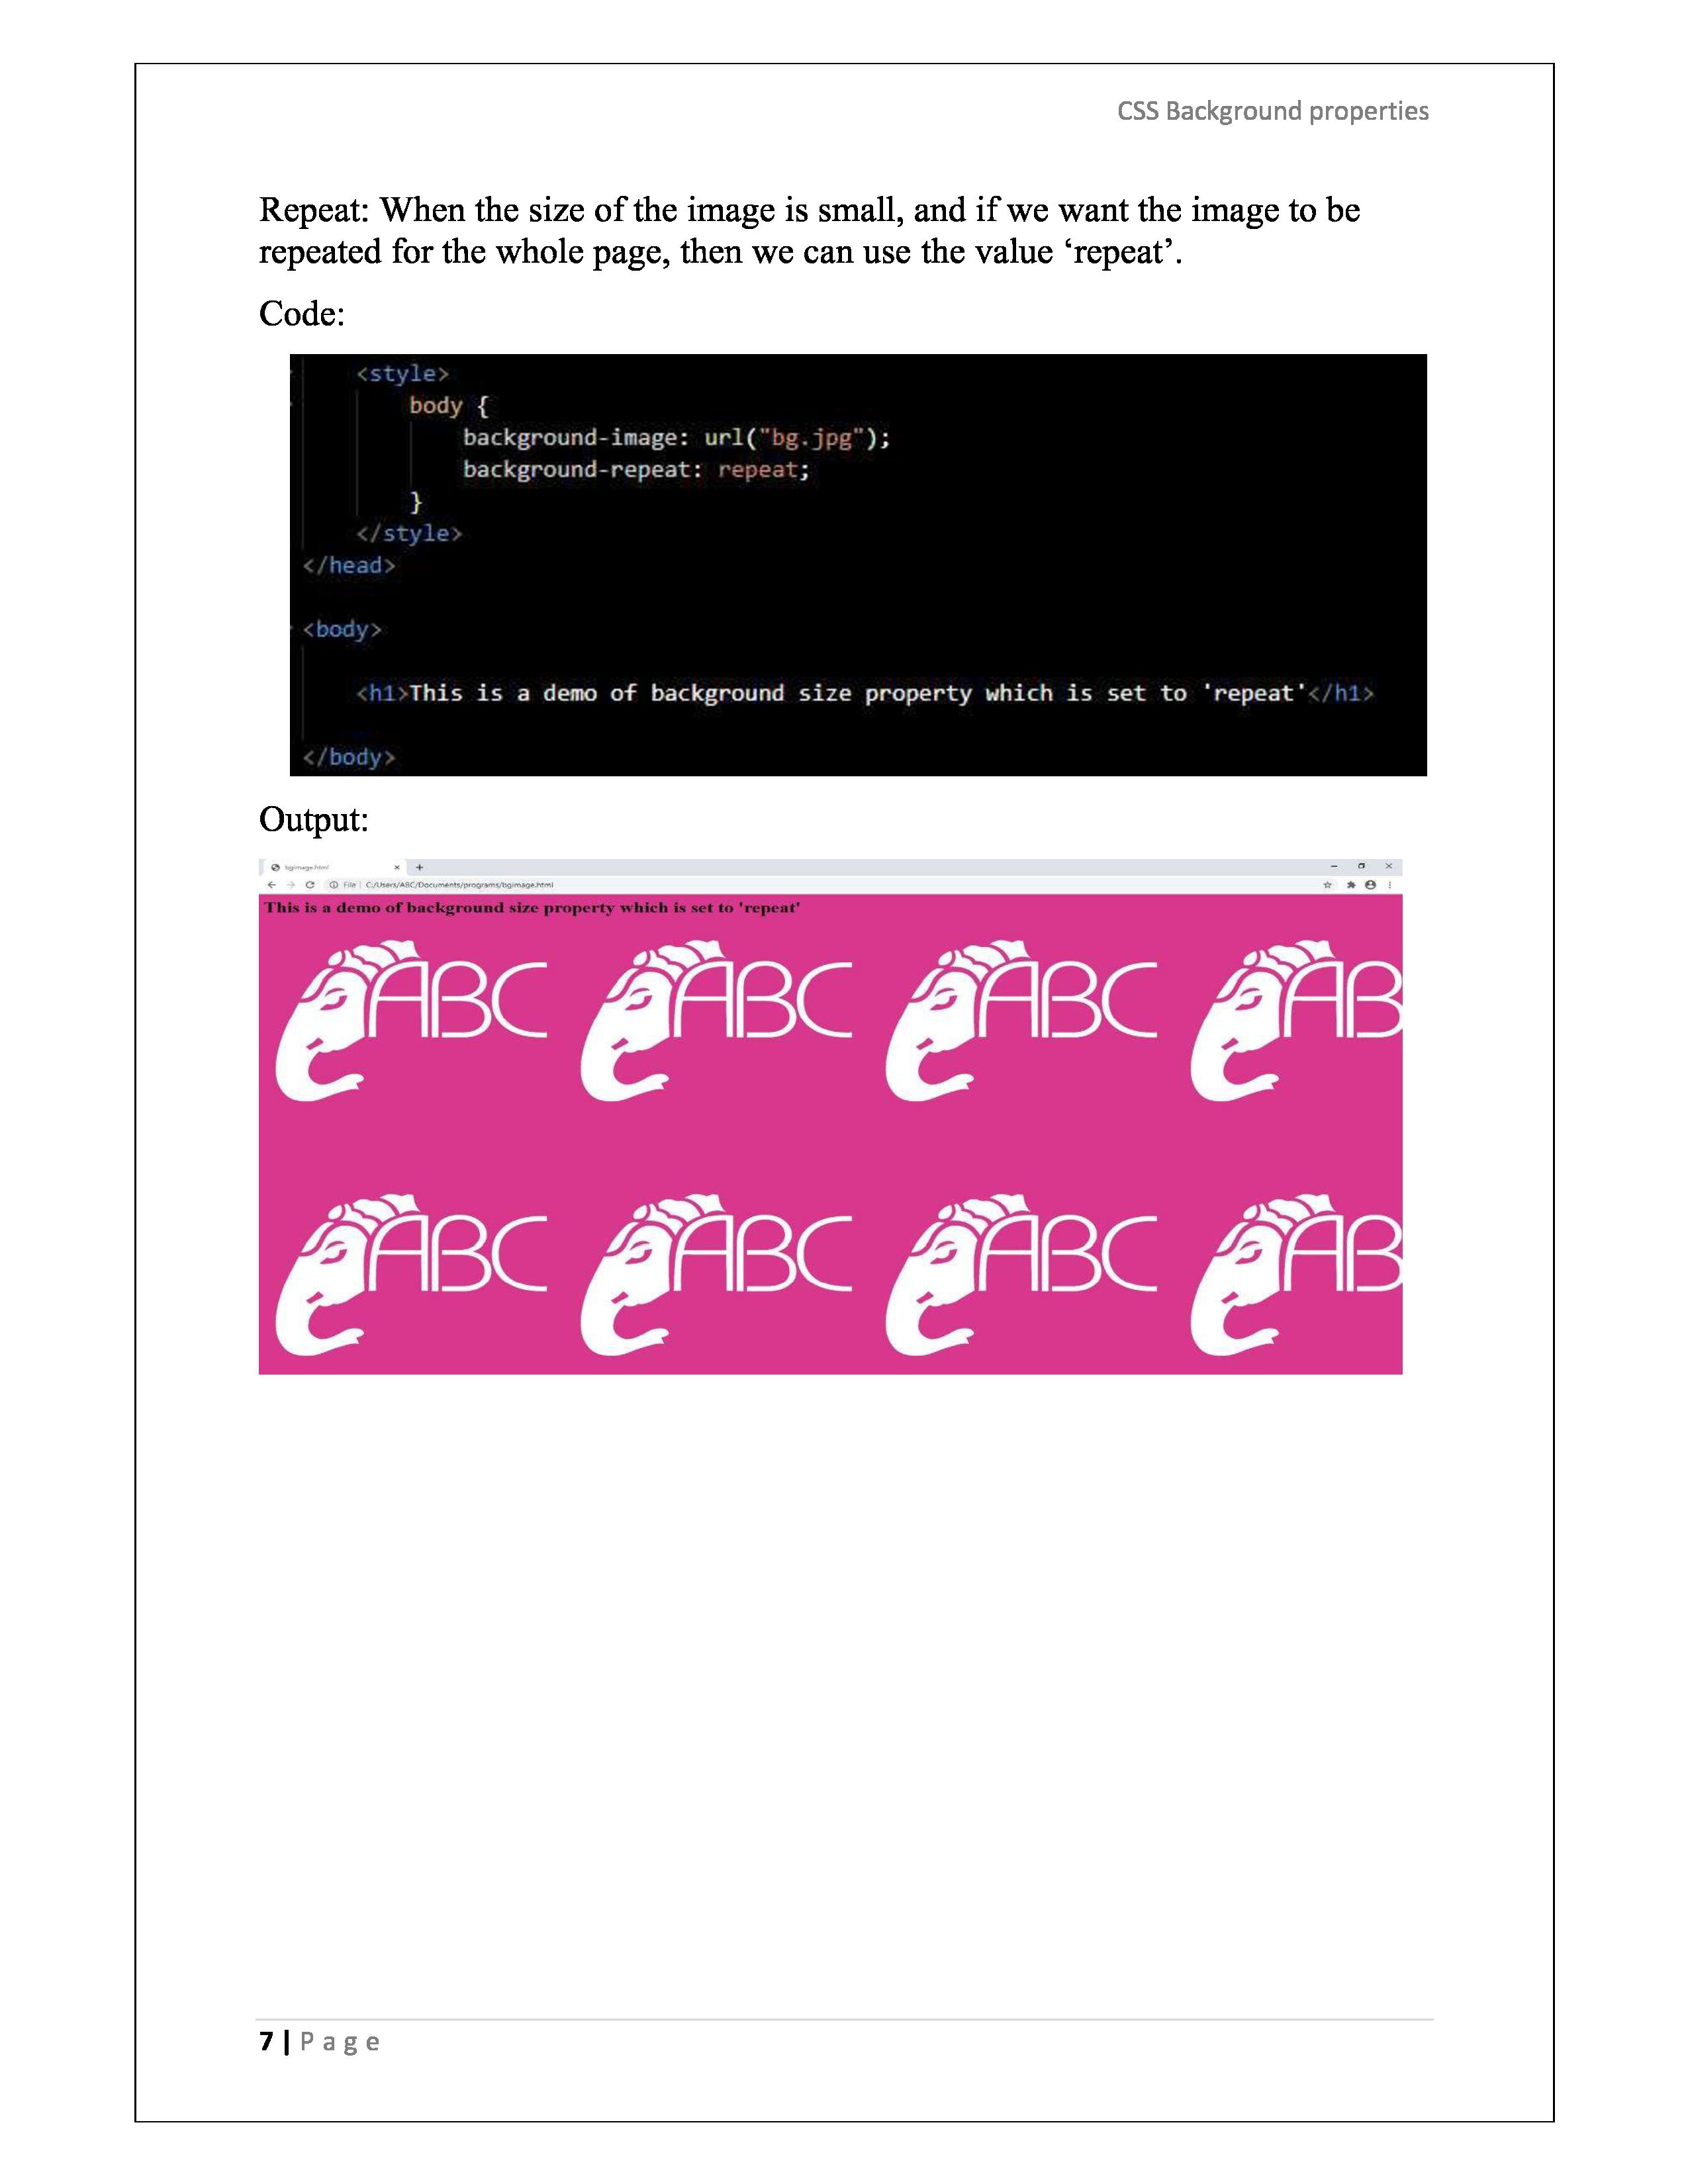 CSS Background properties
Repeat: When the size of the image is small, and if we want the image to be
repeated for the whole page, then we can use the value ‘repeat’.
Code:
<style>
body {
background-image: url("bg.jpg");
background-repeat: repeat;
}
</style>
</head>
<body>
<h1>This is a demo of background size property which is set to 'repeat'</h1>
</body>
Output:
bgimage.html
File | C:/Users/ABC/Documents/programs/bgimage.html
This is a demo of background size property which is set to 'repeat'
ABC ABC ABC AB
ABC ABC ABC AB
7 | Page